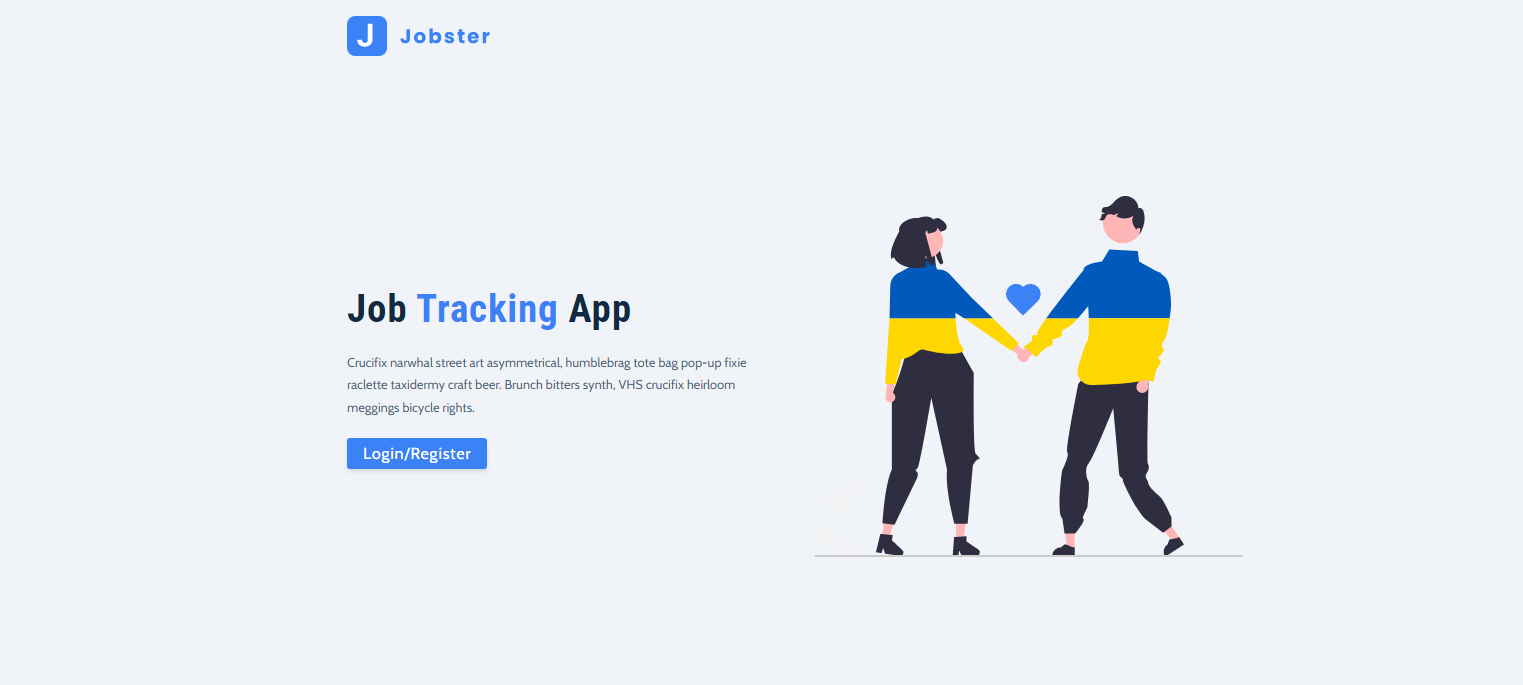 J Jobster
Job Tracking App
Crucifix narwhal street art asymmetrical, humblebrag tote bag pop-up fixie
raclette taxidermy craft beer. Brunch bitters synth, VHS crucifix heirloom
meggings bicycle rights.
Login/Register